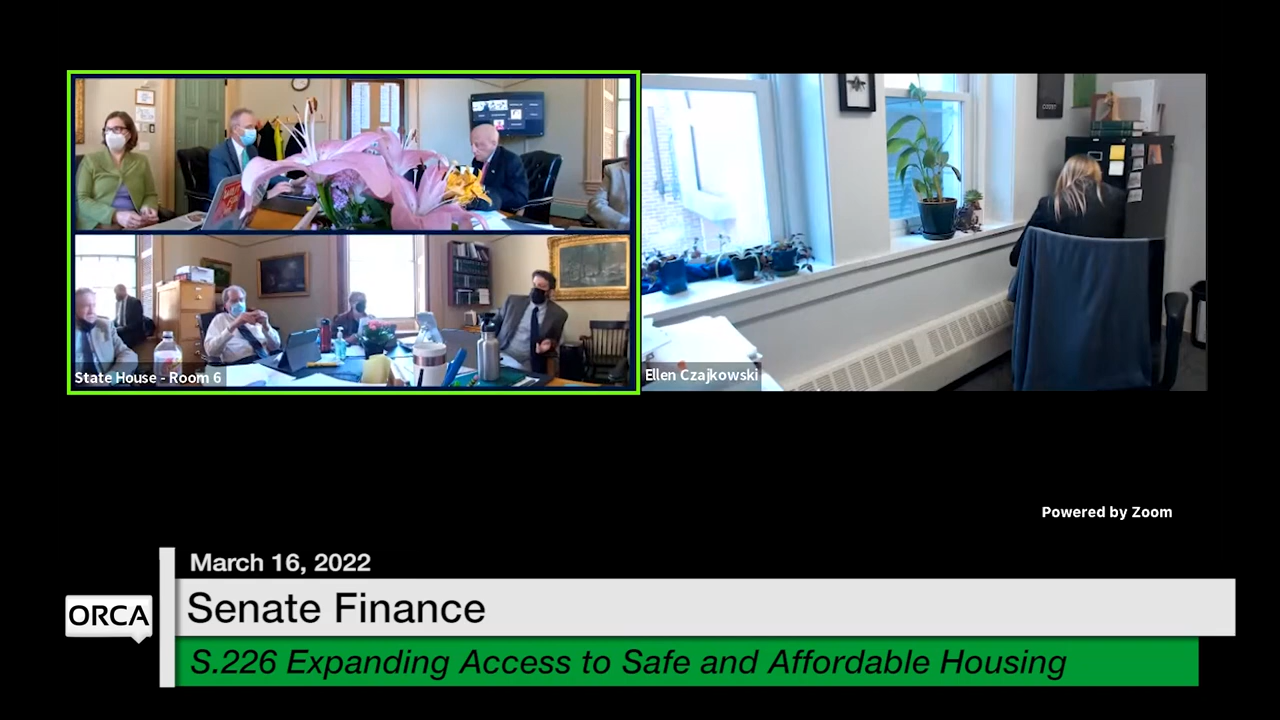 State House - Room 6
Ellen Czajkowski
Powered by Zoom
March 16, 2022
ORCA
Senate Finance
S.226 Expanding Access to Safe and Affordable Housing